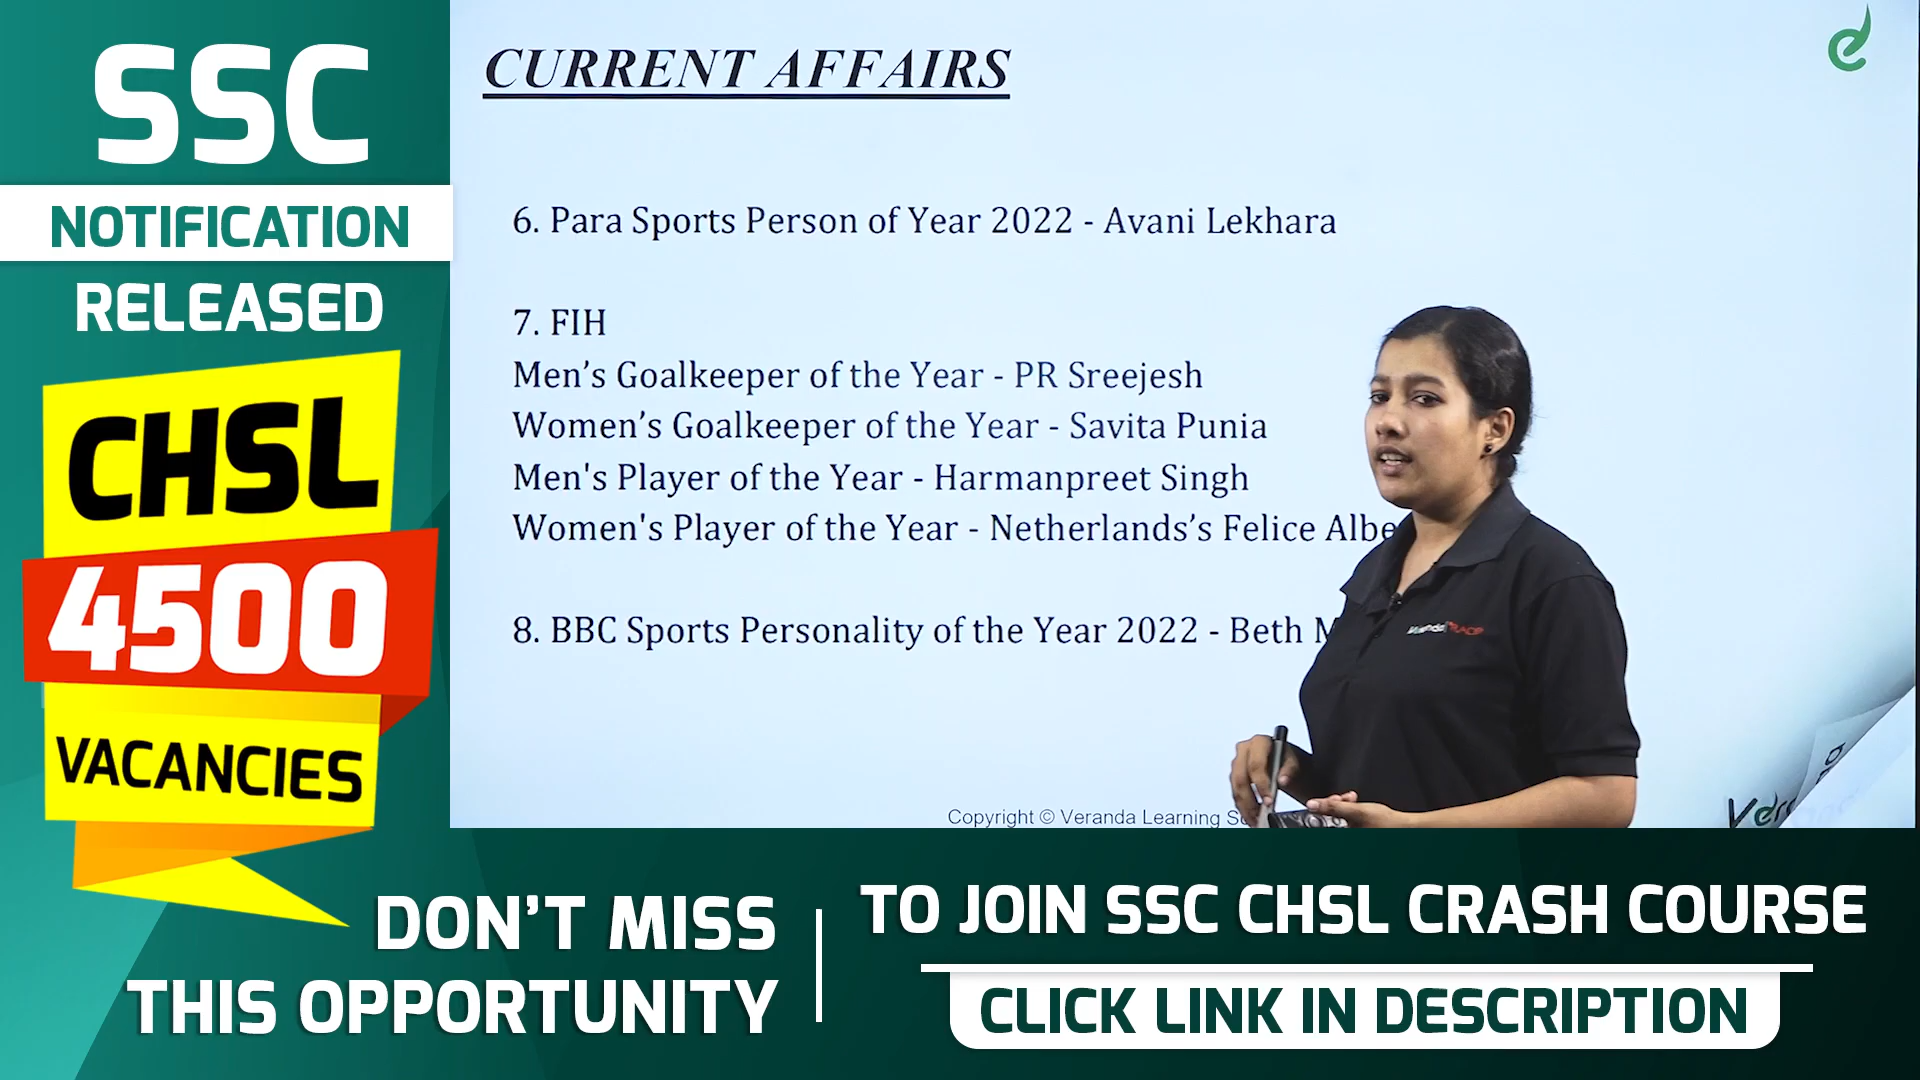 SSC
NOTIFICATION
RELEASED
CHSL
4500
VACANCIES
CURRENT AFFAIRS
6. Para Sports Person of Year 2022 - Avani Lekhara
7. FIH
Men’s Goalkeeper of the Year - PR Sreejesh
Women’s Goalkeeper of the Year - Savita Punia
Men's Player of the Year - Harmanpreet Singh
Women's Player of the Year - Netherlands’s Felice
8. BBC Sports Personality of the Year 2022 - Beth
Copyright © Veranda Learning
DON’T MISS
THIS OPPORTUNITY
TO JOIN SSC CHSL CRASH COURSE
CLICK LINK IN DESCRIPTION